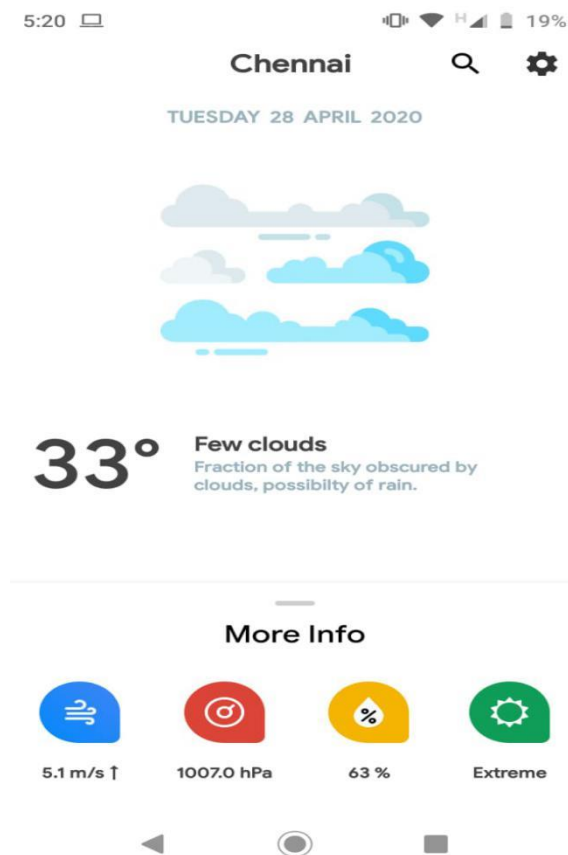 5:20 H 19%
Chennai
TUESDAY 28 APRIL 2020
33° Few clouds
Fraction of the sky obscured by
clouds, possibilty of rain.
More Info
%
5.1 m/s ↑ 1007.0 hPa 63 % Extreme